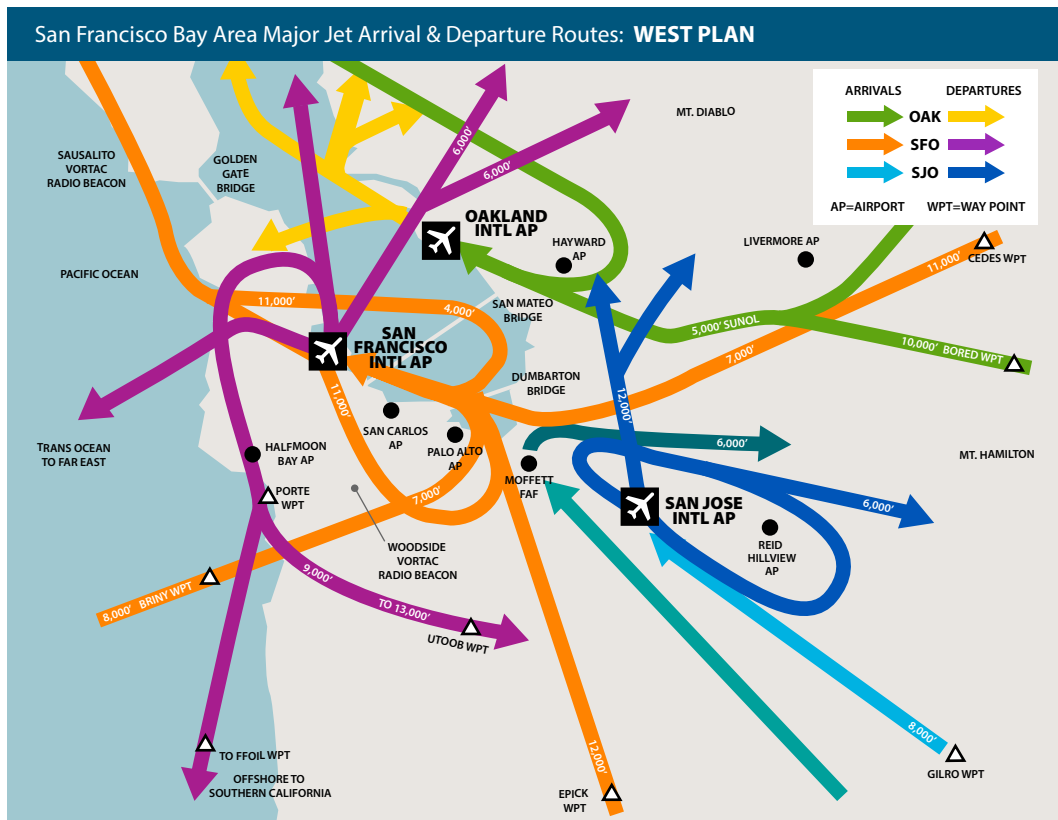 San Francisco Bay Area Major Jet Arrival & Departure Routes: WEST PLAN
ARRIVALS DEPARTURES
OAK
SFO
SJO
AP=AIRPORT WPT=WAY POINT
MT. DIABLO
SAUSALITO
VORTAC
RADIO BEACON
GOLDEN
GATE
BRIDGE
6,000’
6,000’
OAKLAND
INTL AP
HAYWARD
AP
LIVERMORE AP
11,000’
CEDES WPT
PACIFIC OCEAN
11,000’
4,000’
SAN MATEO
BRIDGE
5,000’ SUNOL
10,000’ BORED WPT
7,000’
SAN
FRANCISCO
INTL AP
DUMBARTON
BRIDGE
11,000’
12,000’
SAN CARLOS
AP
PALO ALTO
AP
6,000’
TRANS OCEAN
TO FAR EAST
HALFMOON
BAY AP
MT. HAMILTON
MOFFETT
FAF
PORTE
WPT
7,000’
SAN JOSE
INTL AP
6,000’
REID
HILLVIEW
AP
WOODSIDE
VORTAC
RADIO BEACON
9,000’
TO 13,000’
8,000’ BRINY WPT
UTOOB WPT
8,000’
GILRO WPT
TO FFOIL WPT
OFFSHORE TO
SOUTHERN CALIFORNIA
12,000’
EPICK
WPT